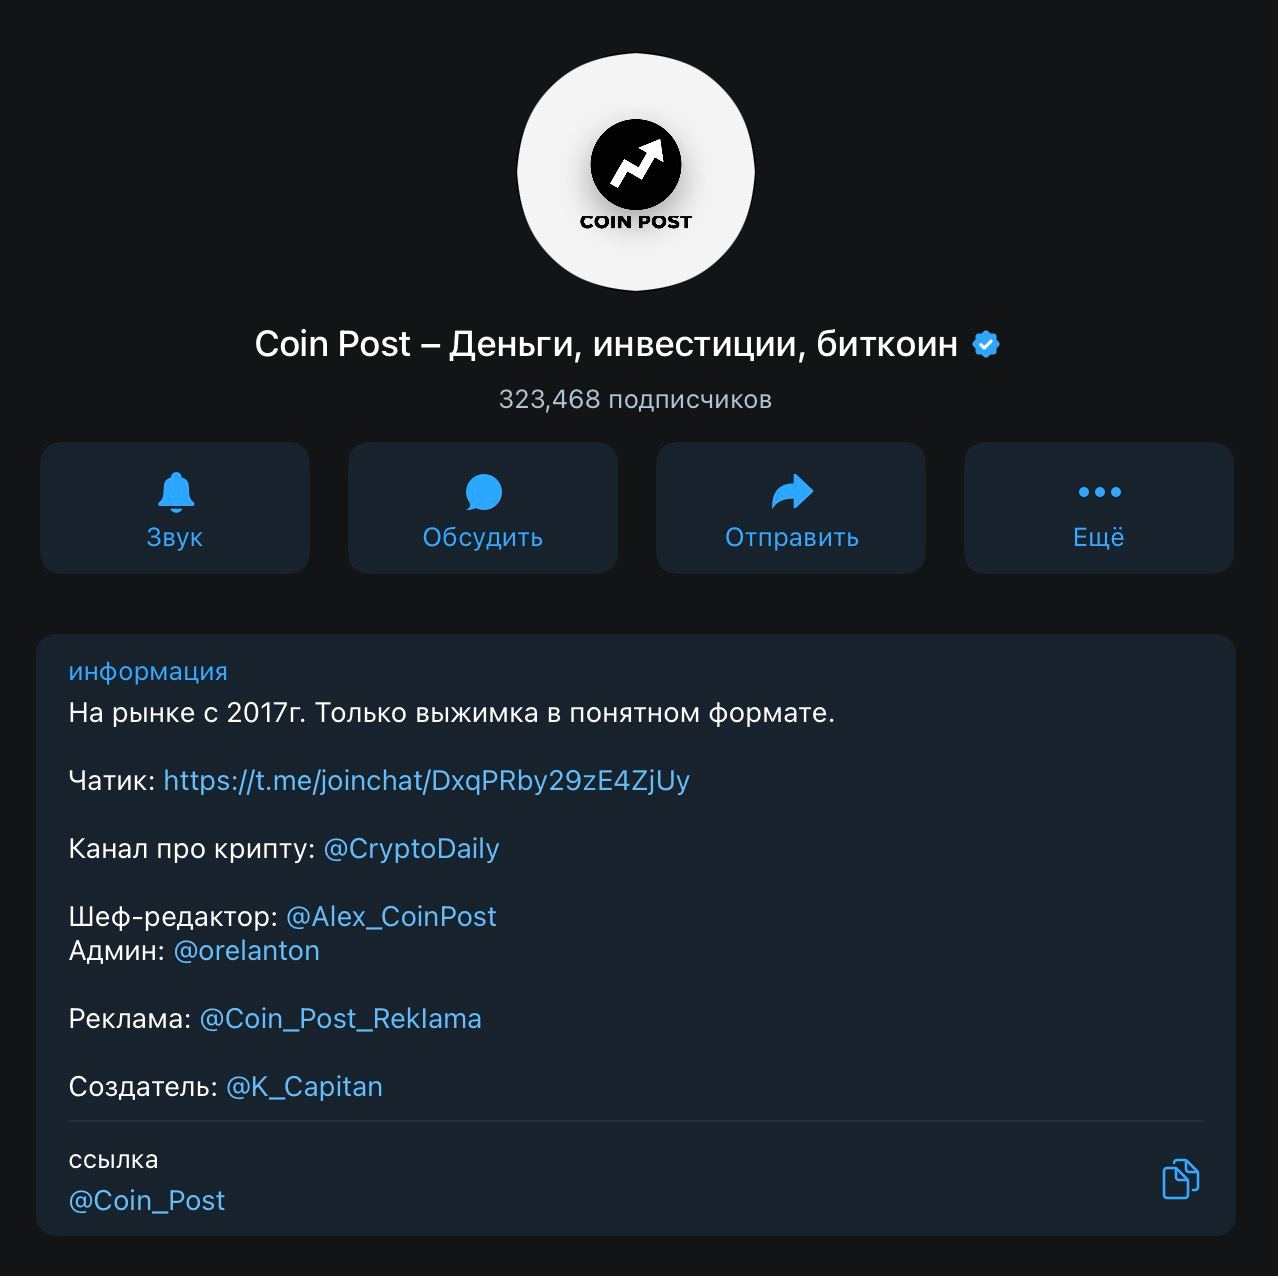 COIN POST
Coin Post – Деньги, инвестиции, биткоин
323,468 подписчиков
Звук
Обсудить
Отправить
Ещё
информация
На рынке с 2017г. Только выжимка в понятном формате.
Чатик: https://t.me/joinchat/DxqPRby29zE4ZjUy
Канал про крипту: @CryptoDaily
Шеф-редактор: @Alex_CoinPost
Админ: @orelanton
Реклама: @Coin_Post_Reklama
Создатель: @K_Capitan
ссылка
@Coin_Post